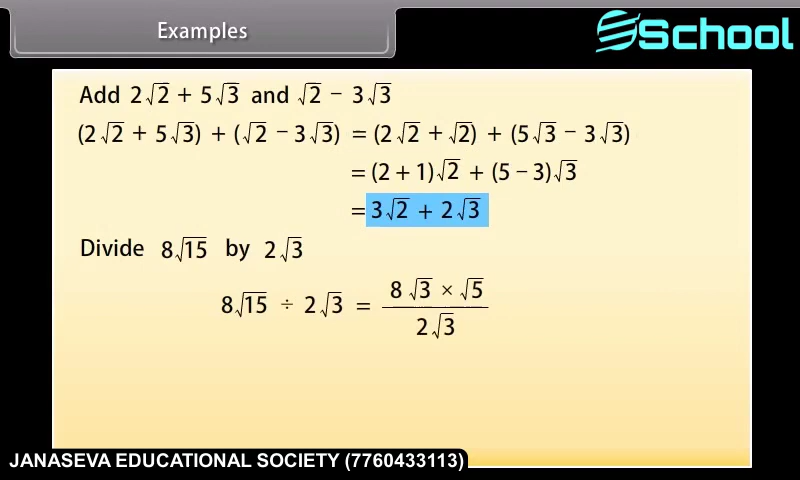 Examples
School
Add 2√2 + 5√3 and √2 − 3√3
(2√2 + 5√3) + (√2 − 3√3) = (2√2 + √2) + (5√3 − 3√3)
= (2 + 1)√2 + (5 − 3)√3
= 3√2 + 2√3
Divide 8√15 by 2√3
8√15 ÷ 2√3 = 8√3 × √5 / 2√3
JANASEVA EDUCATIONAL SOCIETY (7760433113)